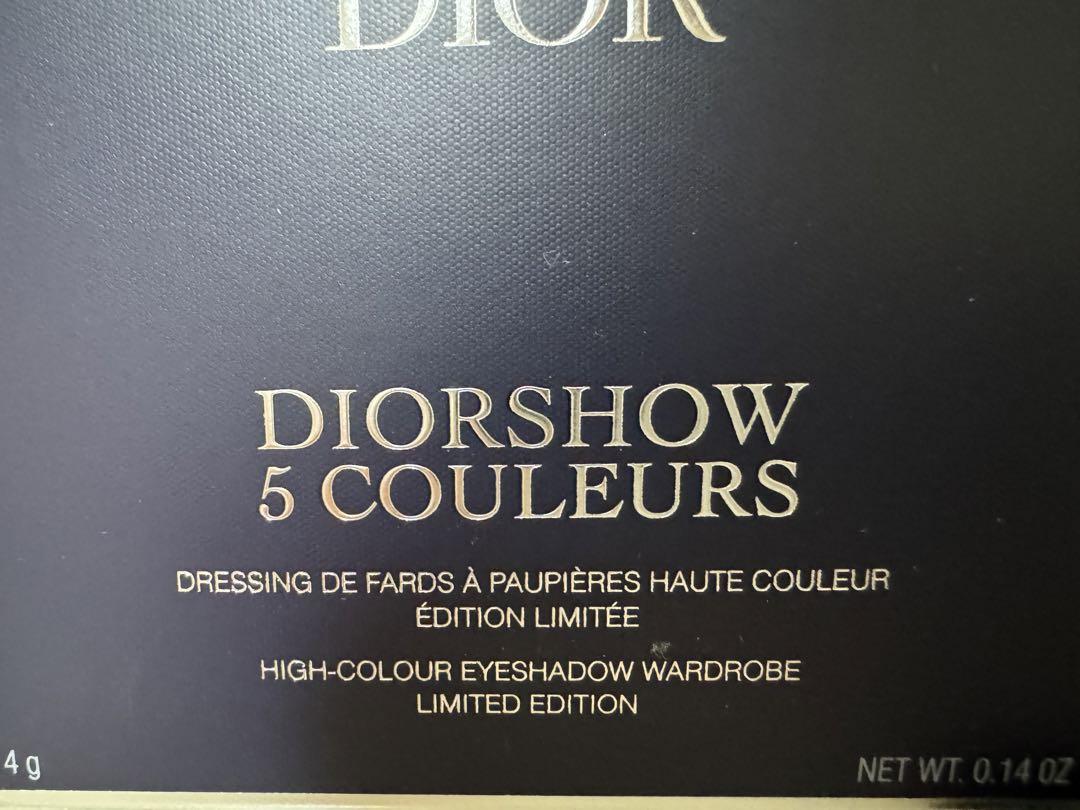 DIOR
DIORSHOW
5 COULEURS
DRESSING DE FARDS À PAUPIÈRES HAUTE COULEUR
ÉDITION LIMITÉE
HIGH-COLOUR EYESHADOW WARDROBE
LIMITED EDITION
4 g
NET WT. 0.14 OZ